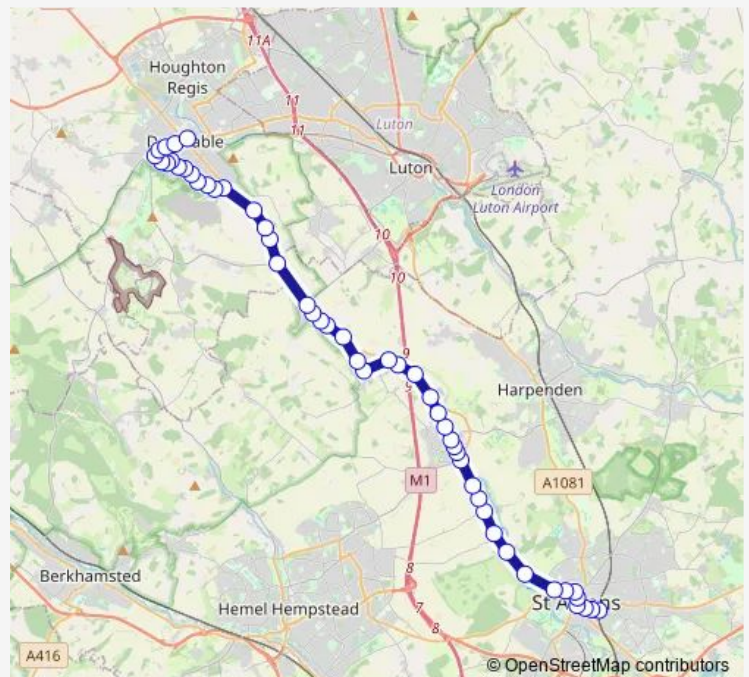 11A
Houghton
Regis
11
Luton
11
Luton
London
Luton Airport
10
10
9
9
Harpenden
M1
A1081
8
Berkhamsted
Hemel Hempstead
7
8
A416
© OpenStreetMap contributors